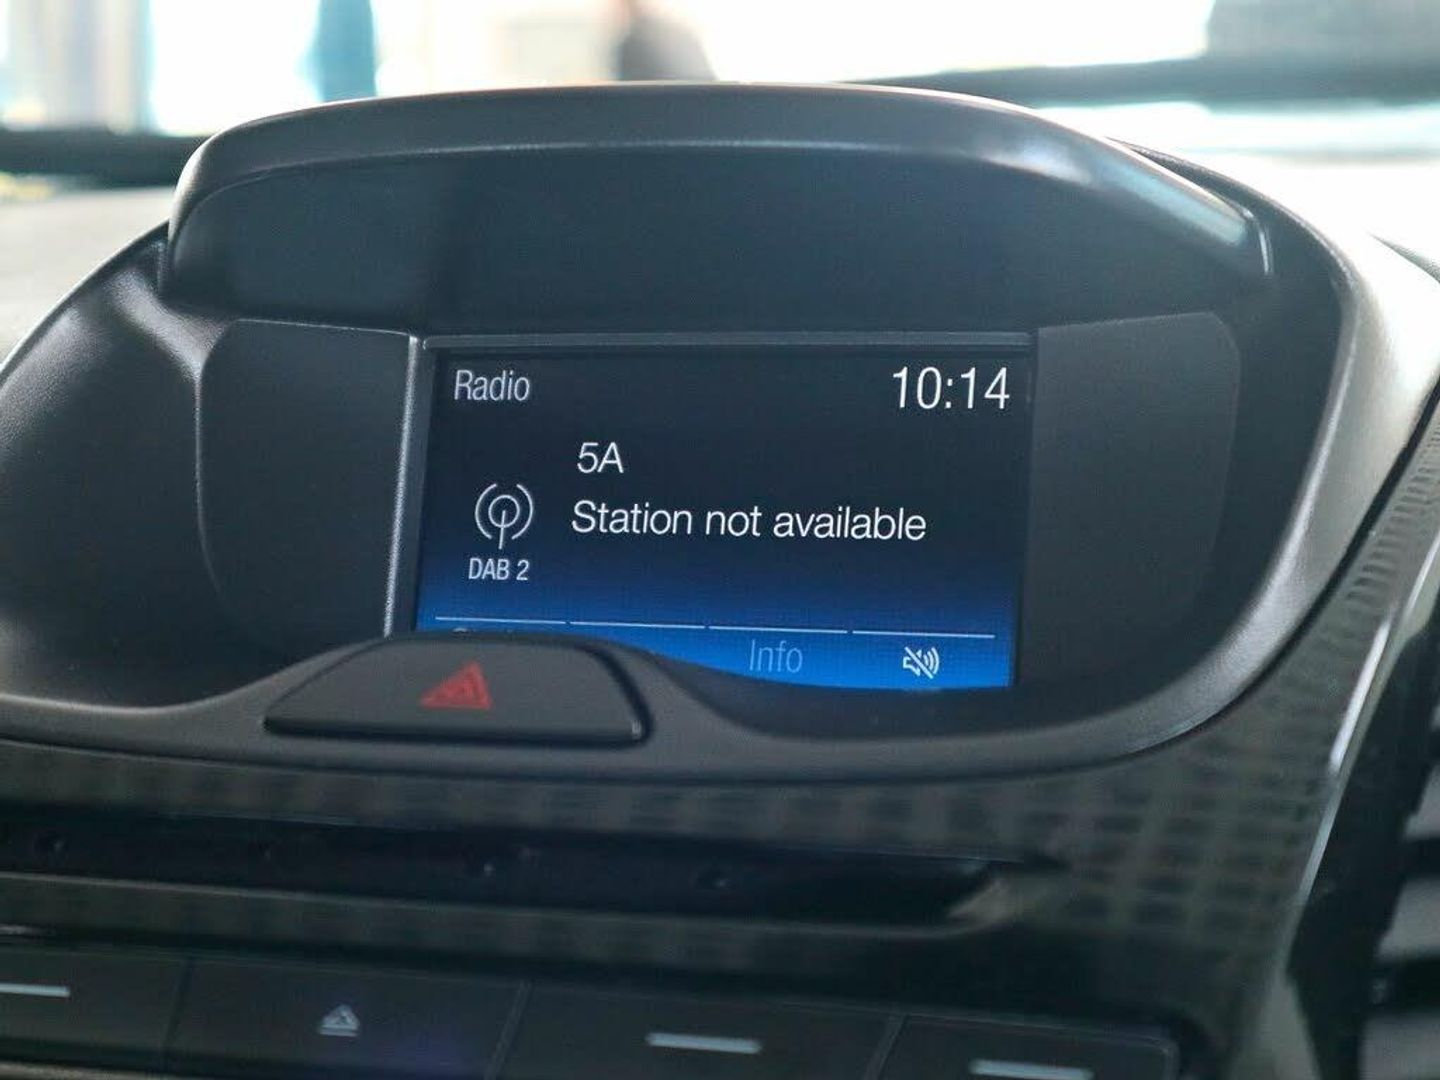 Radio
10:14
5A
Station not available
DAB 2
Info